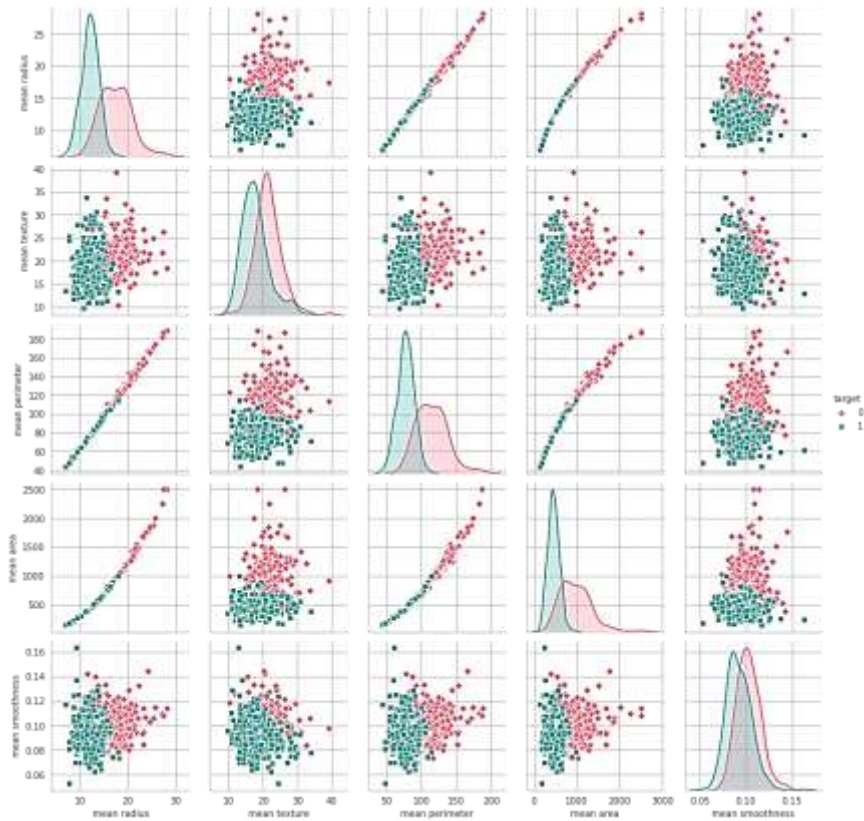 mean radius
25
20
15
10
mean texture
40
35
30
25
20
15
10
mean perimeter
180
160
140
120
100
80
60
40
target
0
1
mean area
2500
2000
1500
1000
500
mean smoothness
0.16
0.14
0.12
0.10
0.08
0.06
10 20 30
10 20 30 40
50 100 150 200
0 1000 2000 3000
0.05 0.10 0.15
mean radius
mean texture
mean perimeter
mean area
mean smoothness